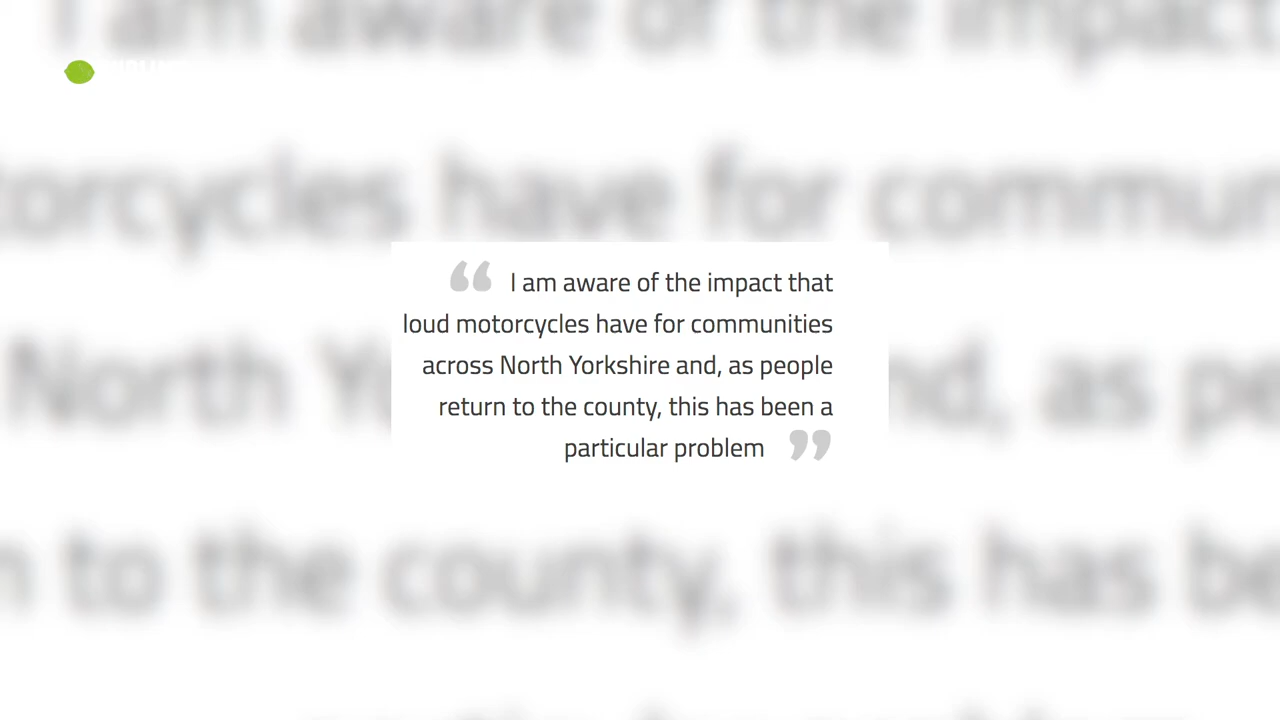 “ I am aware of the impact that
loud motorcycles have for communities
across North Yorkshire and, as people
return to the county, this has been a
particular problem ”